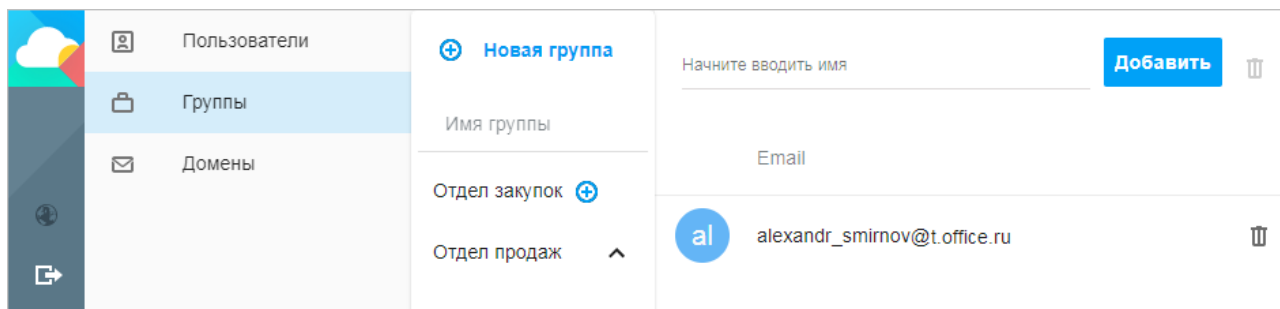 Пользователи
Группы
Домены
Новая группа
Имя группы
Отдел закупок
Отдел продаж
Начните вводить имя
Добавить
Email
al
alexandr_smirnov@t.office.ru